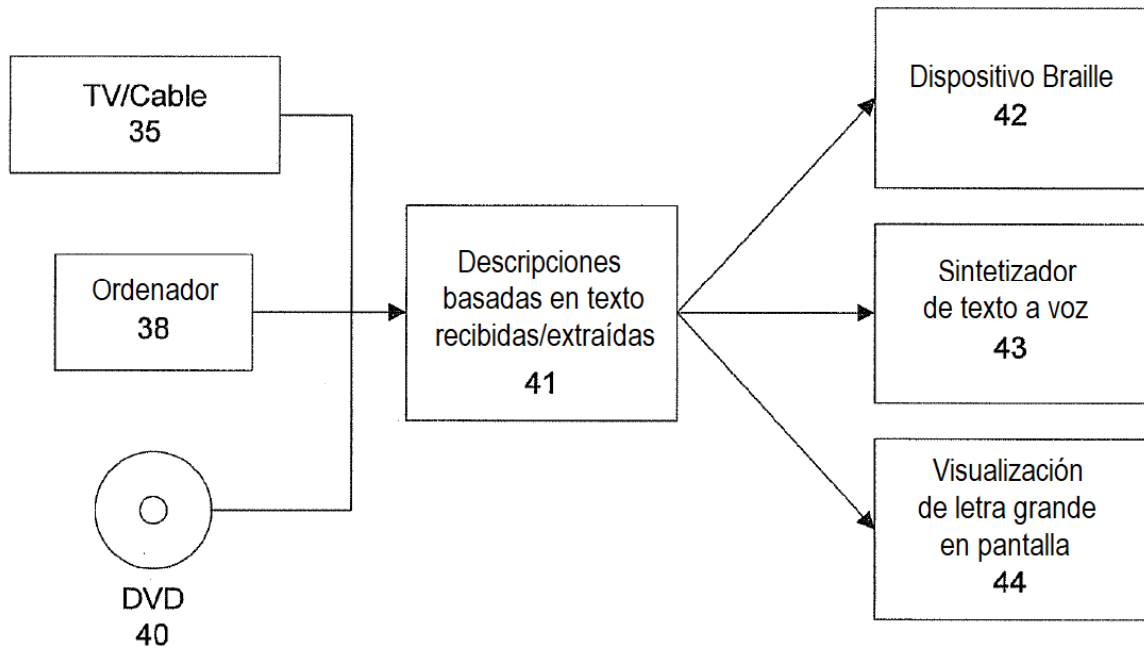 TV/Cable
35
Ordenador
38
DVD
40
Descripciones
basadas en texto
recibidas/extraídas
41
Dispositivo Braille
42
Sintetizador
de texto a voz
43
Visualización
de letra grande
en pantalla
44